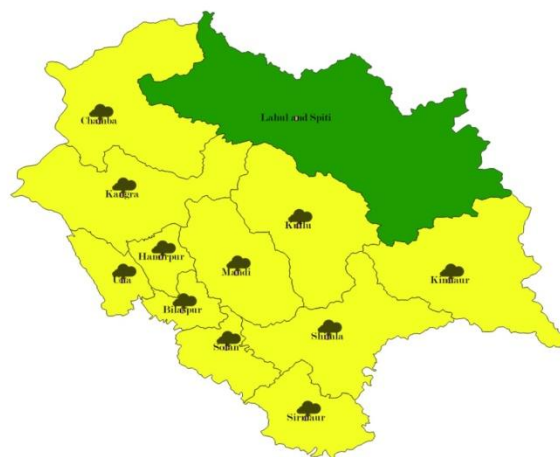 Lahul and Spiti
Chamba
Kangra
Kullu
Hamirpur
Mandi
Una
Kinnaur
Bilaspur
Shimla
Solan
Sirmaur